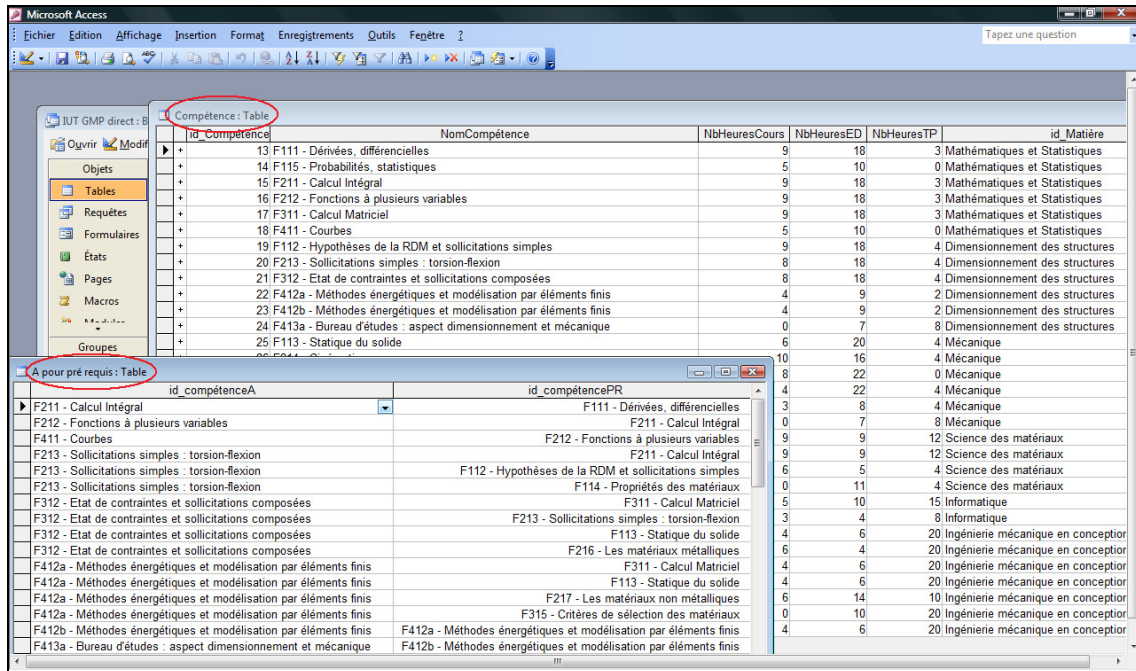 Microsoft Access
Fichier Edition Affichage Insertion Format Enregistrements Outils Fenêtre ?
Tapez une question
IUT GMP direct : B
Ouvrir Modif
Objets
Tables
Requêtes
Formulaires
États
Pages
Macros
Modules
Groupes
Compétence : Table
id_Compétence NomCompétence NbHeuresCours NbHeuresED NbHeuresTP id_Matière
+ 13 F111 - Dérivées, différencielles 9 18 3 Mathématiques et Statistiques
+ 14 F115 - Probabilités, statistiques 5 10 0 Mathématiques et Statistiques
+ 15 F211 - Calcul Intégral 9 18 3 Mathématiques et Statistiques
+ 16 F212 - Fonctions à plusieurs variables 9 18 3 Mathématiques et Statistiques
+ 17 F311 - Calcul Matriciel 9 18 3 Mathématiques et Statistiques
+ 18 F411 - Courbes 5 10 0 Mathématiques et Statistiques
+ 19 F112 - Hypothèses de la RDM et sollicitations simples 9 18 4 Dimensionnement des structures
+ 20 F213 - Sollicitations simples : torsion-flexion 8 18 4 Dimensionnement des structures
+ 21 F312 - Etat de contraintes et sollicitations composées 8 18 4 Dimensionnement des structures
+ 22 F412a - Méthodes énergétiques et modélisation par éléments finis 4 9 2 Dimensionnement des structures
+ 23 F412b - Méthodes énergétiques et modélisation par éléments finis 4 9 2 Dimensionnement des structures
+ 24 F413a - Bureau d'études : aspect dimensionnement et mécanique 0 7 8 Dimensionnement des structures
+ 25 F113 - Statique du solide 6 20 4 Mécanique
10 16 4 Mécanique
8 22 0 Mécanique
4 22 4 Mécanique
3 8 4 Mécanique
0 7 8 Mécanique
9 9 12 Science des matériaux
9 9 12 Science des matériaux
6 5 4 Science des matériaux
0 11 4 Science des matériaux
5 10 15 Informatique
3 4 8 Informatique
4 6 20 Ingénierie mécanique en conception
6 4 20 Ingénierie mécanique en conception
4 6 20 Ingénierie mécanique en conception
4 6 20 Ingénierie mécanique en conception
6 14 10 Ingénierie mécanique en conception
0 10 20 Ingénierie mécanique en conception
4 6 20 Ingénierie mécanique en conception
A pour pré requis : Table
id_compétenceA id_compétencePR
F211 - Calcul Intégral F111 - Dérivées, différencielles
F212 - Fonctions à plusieurs variables F211 - Calcul Intégral
F411 - Courbes F212 - Fonctions à plusieurs variables
F213 - Sollicitations simples : torsion-flexion F211 - Calcul Intégral
F213 - Sollicitations simples : torsion-flexion F112 - Hypothèses de la RDM et sollicitations simples
F213 - Sollicitations simples : torsion-flexion F114 - Propriétés des matériaux
F312 - Etat de contraintes et sollicitations composées F311 - Calcul Matriciel
F312 - Etat de contraintes et sollicitations composées F213 - Sollicitations simples : torsion-flexion
F312 - Etat de contraintes et sollicitations composées F113 - Statique du solide
F312 - Etat de contraintes et sollicitations composées F216 - Les matériaux métalliques
F412a - Méthodes énergétiques et modélisation par éléments finis F311 - Calcul Matriciel
F412a - Méthodes énergétiques et modélisation par éléments finis F113 - Statique du solide
F412a - Méthodes énergétiques et modélisation par éléments finis F217 - Les matériaux non métalliques
F412a - Méthodes énergétiques et modélisation par éléments finis F315 - Critères de sélection des matériaux
F412b - Méthodes énergétiques et modélisation par éléments finis F412a - Méthodes énergétiques et modélisation par éléments finis
F413a - Bureau d'études : aspect dimensionnement et mécanique F412b - Méthodes énergétiques et modélisation par éléments finis